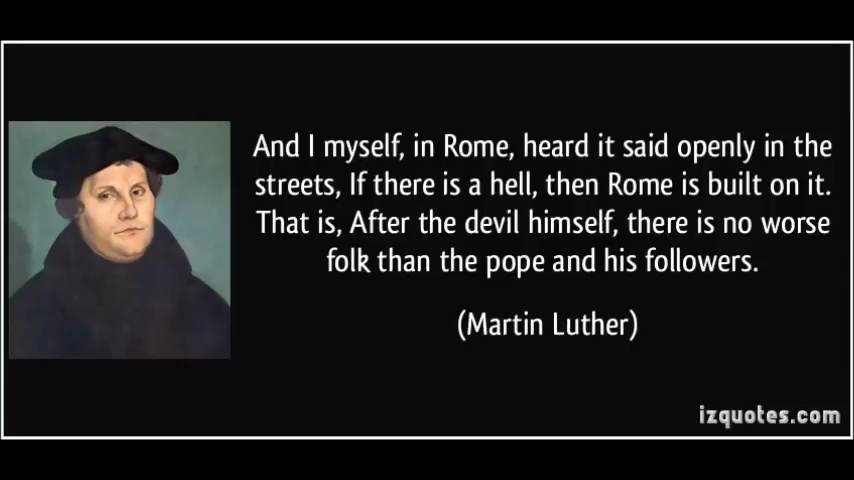 And I myself, in Rome, heard it said openly in the
streets, If there is a hell, then Rome is built on it.
That is, After the devil himself, there is no worse
folk than the pope and his followers.
(Martin Luther)
izquotes.com